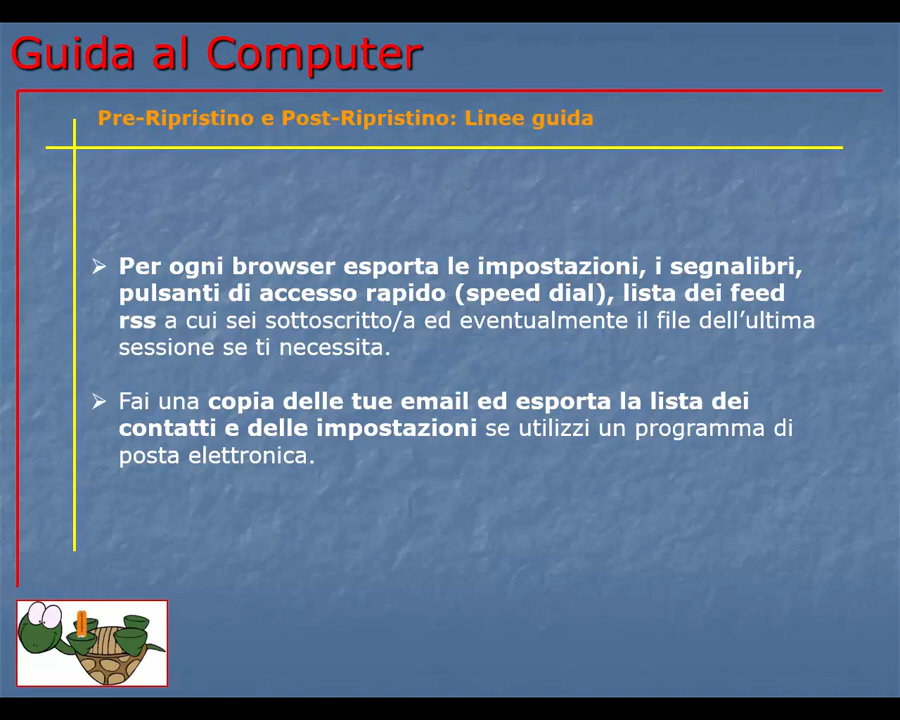 Guida al Computer
Pre-Ripristino e Post-Ripristino: Linee guida
Per ogni browser esporta le impostazioni, i segnalibri,
pulsanti di accesso rapido (speed dial), lista dei feed
rss a cui sei sottoscritto/a ed eventualmente il file dell’ultima
sessione se ti necessita.
Fai una copia delle tue email ed esporta la lista dei
contatti e delle impostazioni se utilizzi un programma di
posta elettronica.